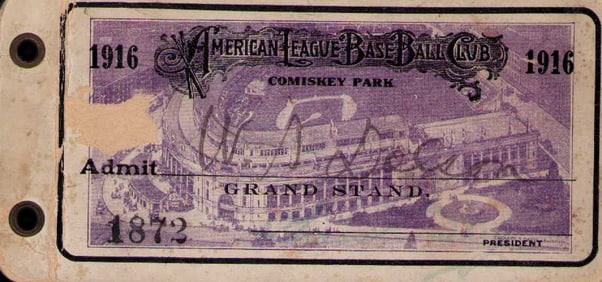 1916 American League Base Ball Club 1916
COMISKEY PARK
Admit
GRAND STAND.
1872
PRESIDENT